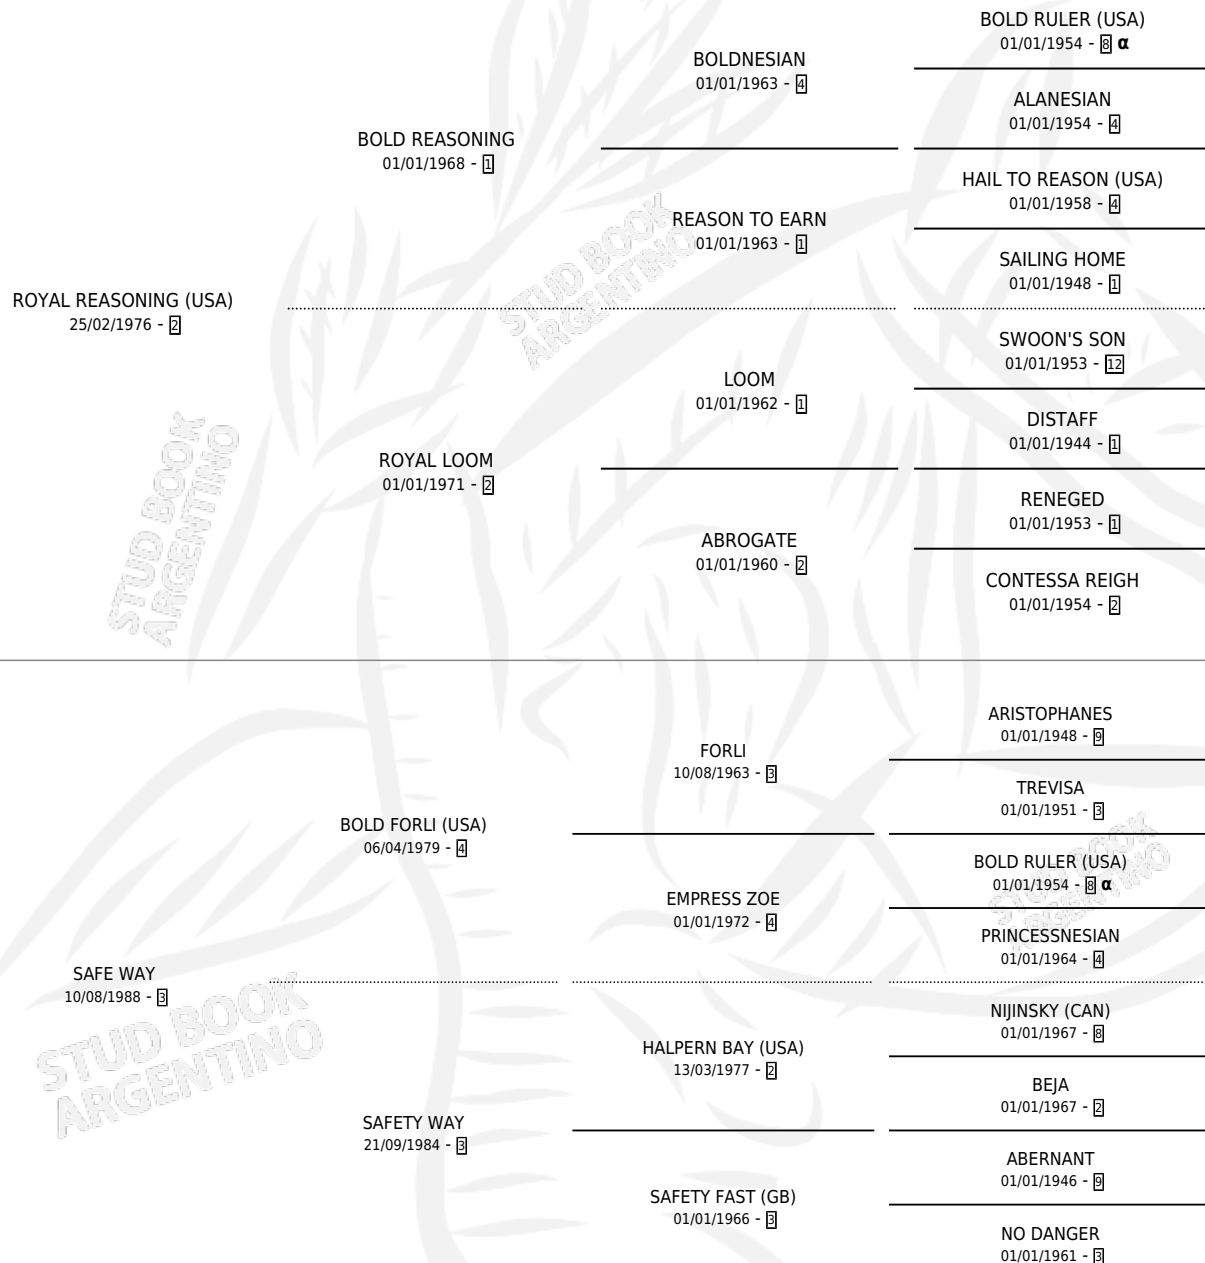 BOLD RULER (USA)
01/01/1954 - 8 α
BOLDNESIAN
01/01/1963 - 4
ALANESIAN
01/01/1954 - 4
BOLD REASONING
01/01/1968 - 1
HAIL TO REASON (USA)
01/01/1958 - 4
REASON TO EARN
01/01/1963 - 1
SAILING HOME
01/01/1948 - 1
ROYAL REASONING (USA)
25/02/1976 - 2
STUD BOOK
ARGENTINO
SWOON'S SON
01/01/1953 - 12
LOOM
01/01/1962 - 1
DISTAFF
01/01/1944 - 1
ROYAL LOOM
01/01/1971 - 2
STUD BOOK
ARGENTINO
RENEGED
01/01/1953 - 1
ABROGATE
01/01/1960 - 2
CONTESSA REIGH
01/01/1954 - 2
ARISTOPHANES
01/01/1948 - 9
FORLI
10/08/1963 - 3
TREVISA
01/01/1951 - 3
BOLD FORLI (USA)
06/04/1979 - 4
STUD BOOK
ARGENTINO
BOLD RULER (USA)
01/01/1954 - 8 α
EMPRESS ZOE
01/01/1972 - 4
PRINCESSNESIAN
01/01/1964 - 4
SAFE WAY
10/08/1988 - 3
STUD BOOK
ARGENTINO
NIJINSKY (CAN)
01/01/1967 - 8
HALPERN BAY (USA)
13/03/1977 - 2
BEJA
01/01/1967 - 2
SAFETY WAY
21/09/1984 - 3
ABERNANT
01/01/1946 - 9
SAFETY FAST (GB)
01/01/1966 - 3
NO DANGER
01/01/1961 - 3